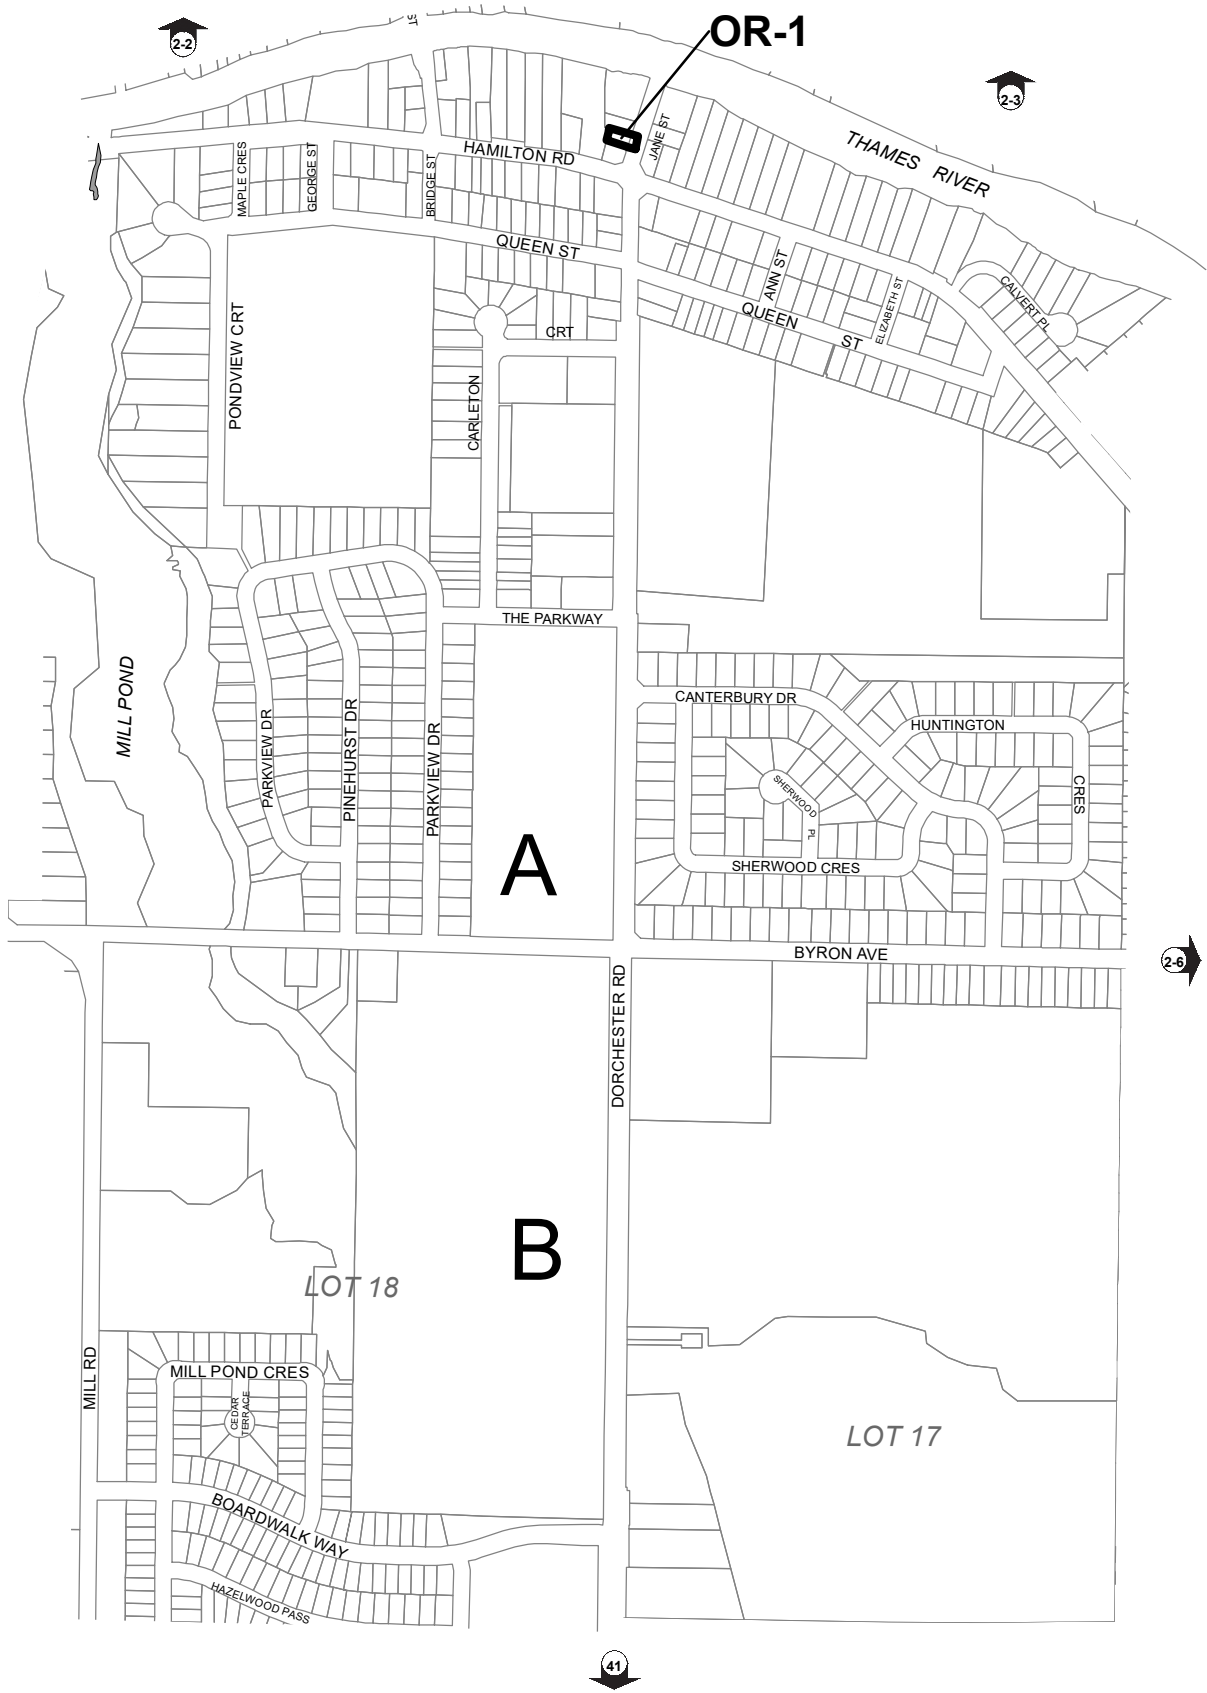 ST
OR-1
2-2
2-3
JANE ST
THAMES RIVER
HAMILTON RD
MAPLE CRES
GEORGE ST
BRIDGE ST
QUEEN ST
ANN ST
ELIZABETH ST
CALVERT PL
QUEEN ST
PONDVIEW CRT
CRT
CARLETON
THE PARKWAY
MILL POND
CANTERBURY DR
HUNTINGTON
CRES
PARKVIEW DR
PINEHURST DR
PARKVIEW DR
SHERWOOD
PL
A
SHERWOOD CRES
BYRON AVE
2-6
DORCHESTER RD
B
LOT 18
MILL RD
MILL POND CRES
CEDAR
TERRACE
LOT 17
BOARDWALK WAY
HAZELWOOD PASS
41